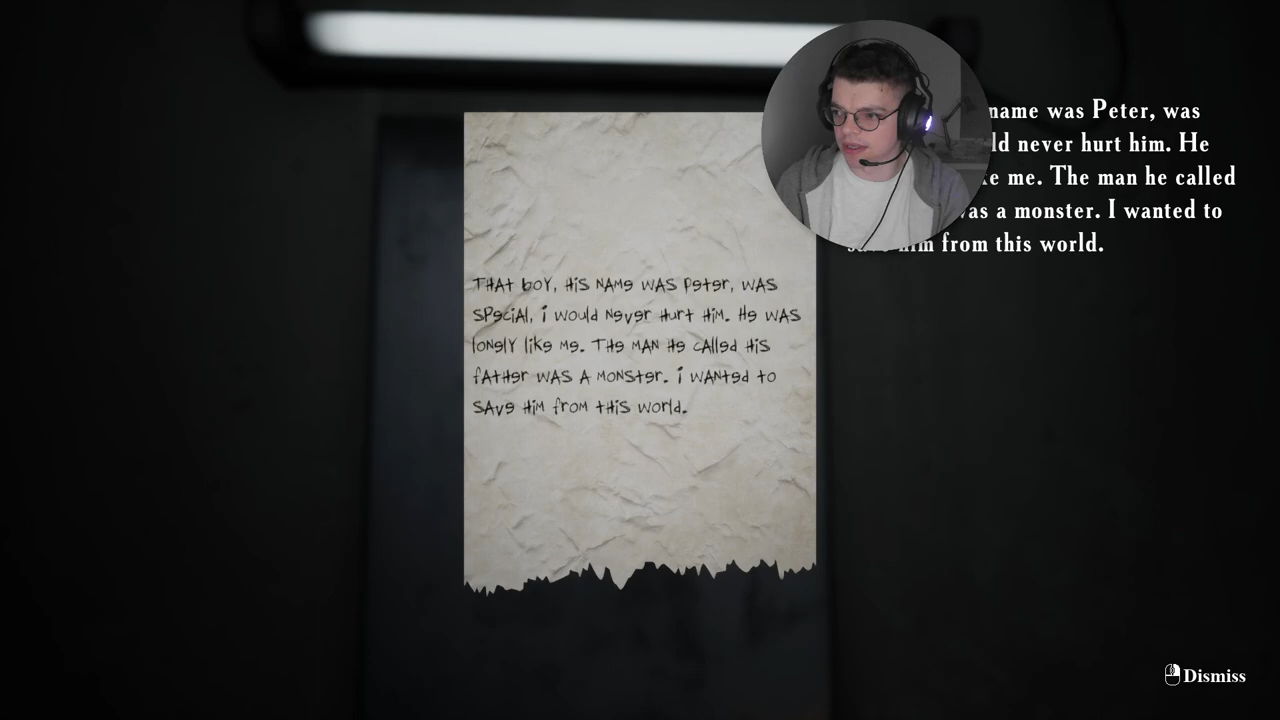 THAT boY, HiS NAMe WAS PeteR, WAS
SPeciAl, i would Never Hurt HiM. He WAS
loNelY like Me. THe MAN He cAlled HiS
fATHer WAS A MoNSter. i WANted to
SAve HiM froM tHiS world.
name was Peter, was
never hurt him. He
me. The man he called
was a monster. I wanted to
him from this world.
Dismiss